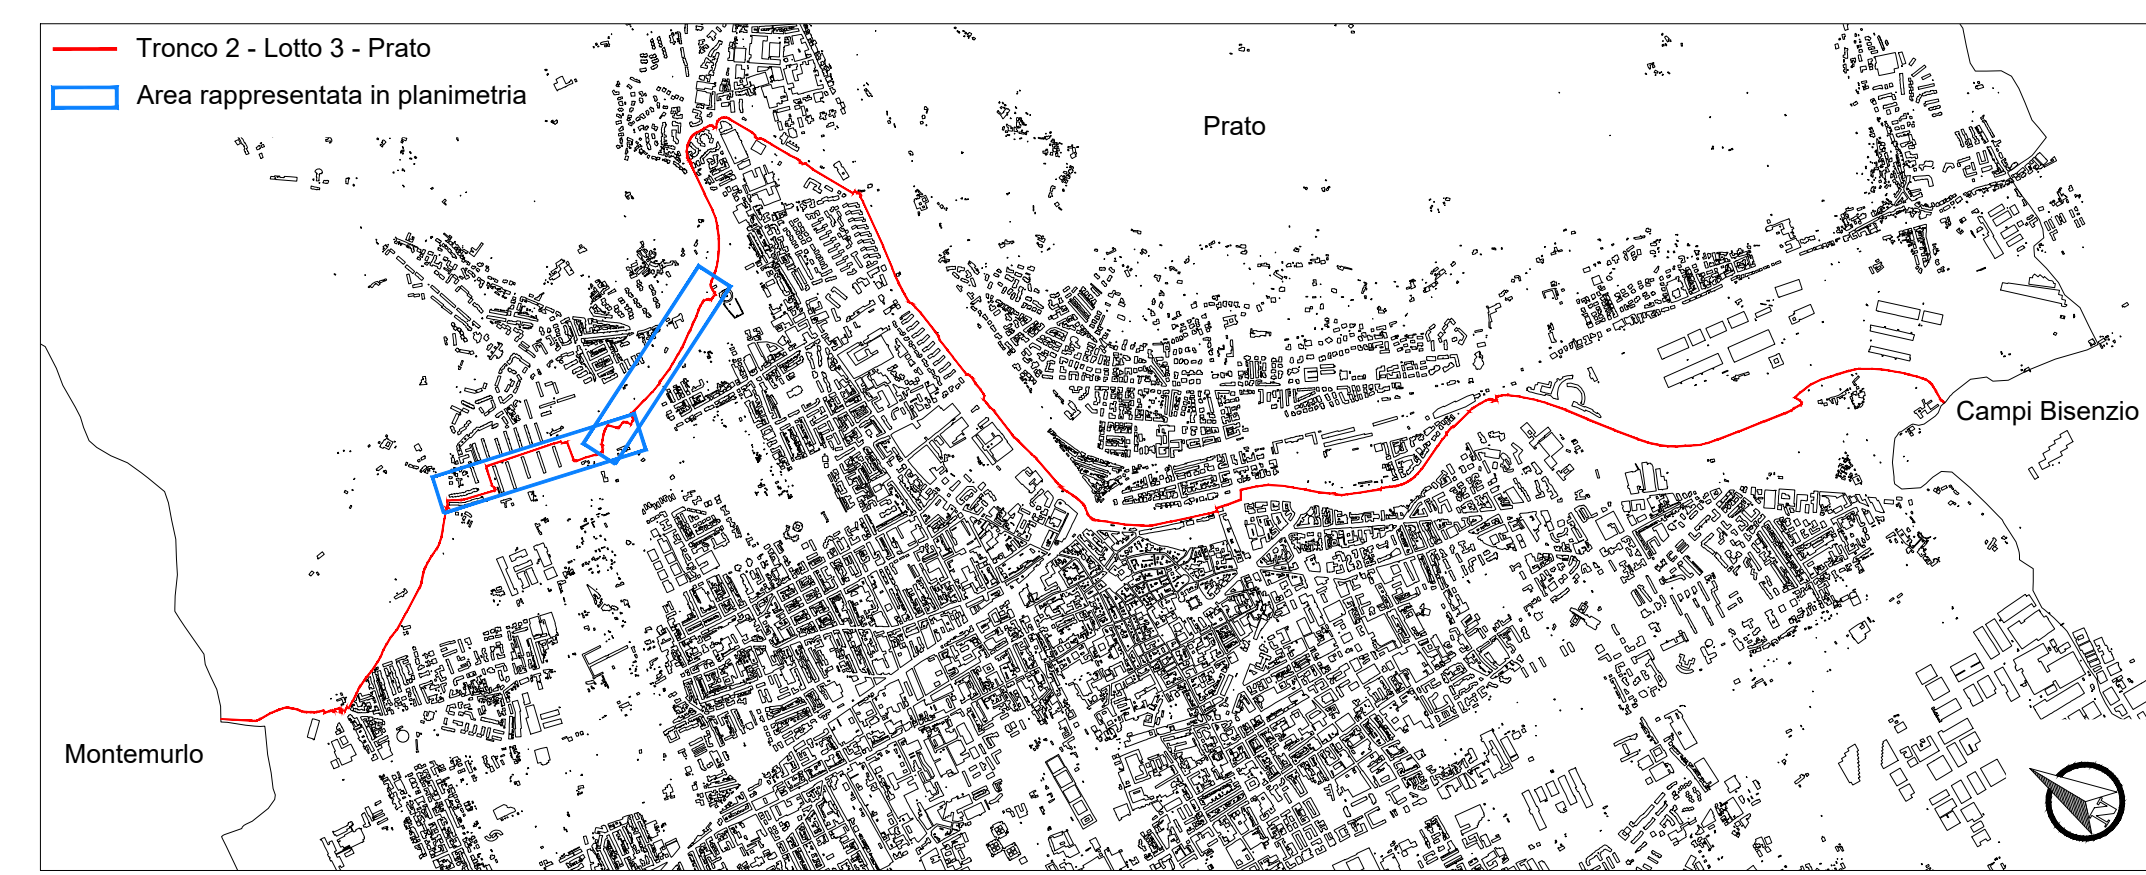 Tronco 2 - Lotto 3 - Prato
Area rappresentata in planimetria
Prato
Campi Bisenzio
Montemurlo
N